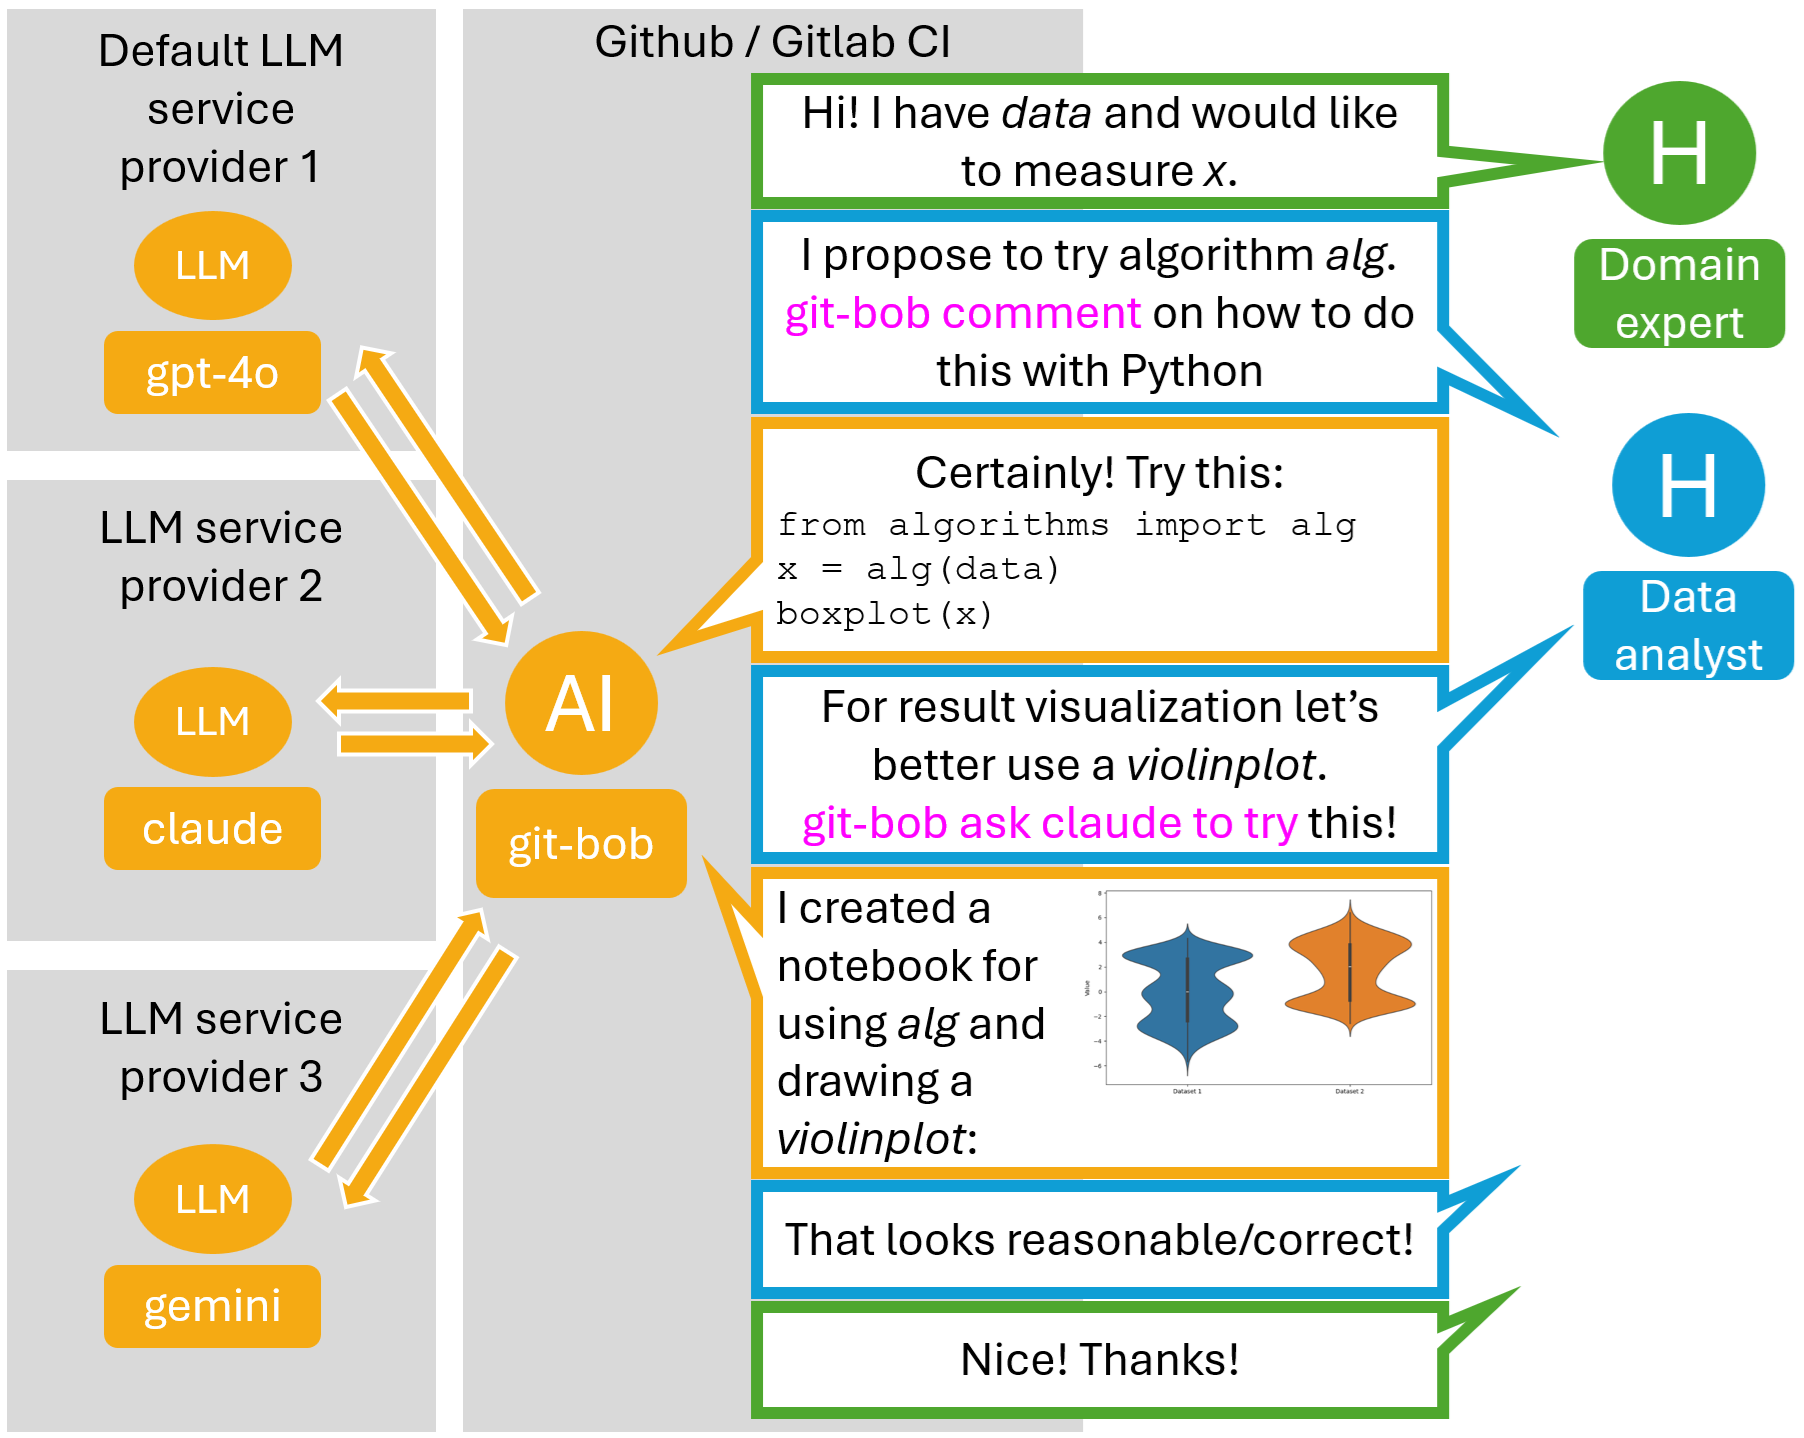 Default LLM
service
provider 1
LLM
gpt-4o
LLM service
provider 2
LLM
claude
LLM service
provider 3
LLM
gemini
Github / Gitlab CI
AI
git-bob
Hi! I have data and would like
to measure x.
I propose to try algorithm alg.
git-bob comment on how to do
this with Python
Certainly! Try this:
from algorithms import alg
x = alg(data)
boxplot(x)
For result visualization let’s
better use a violinplot.
git-bob ask claude to try this!
I created a
notebook for
using alg and
drawing a
violinplot:
8
6
4
2
0
−2
−4
−6
Value
Dataset 1
Dataset 2
That looks reasonable/correct!
Nice! Thanks!
H
Domain
expert
H
Data
analyst